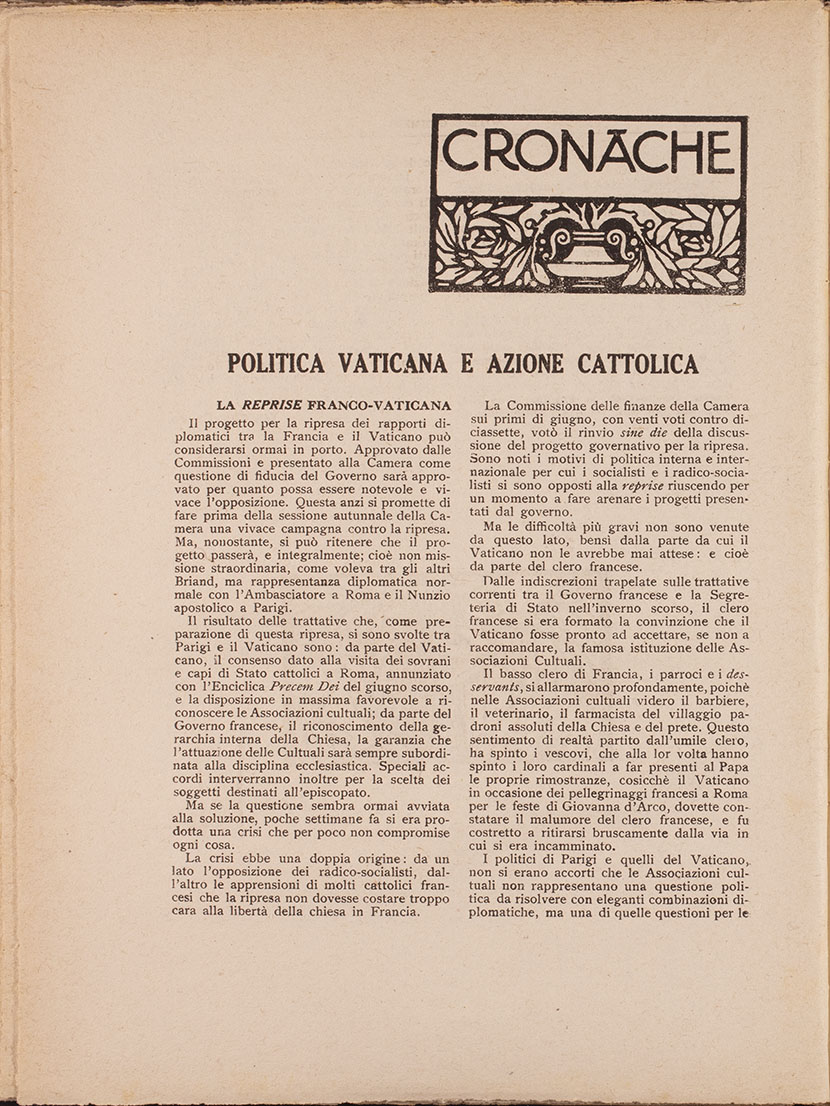 CRONACHE
POLITICA VATICANA E AZIONE CATTOLICA
LA REPRISE FRANCO-VATICANA
Il progetto per la ripresa dei rapporti di-
plomatici tra la Francia e il Vaticano può
considerarsi ormai in porto. Approvato dalle
Commissioni e presentato alla Camera come
questione di fiducia del Governo sarà appro-
vato per quanto possa essere notevole e vi-
vace l'opposizione. Questa anzi si promette di
fare prima della sessione autunnale della Ca-
mera una vivace campagna contro la ripresa.
Ma, nonostante, si può ritenere che il pro-
getto passerà, e integralmente; cioè non mis-
sione straordinaria, come voleva tra gli altri
Briand, ma rappresentanza diplomatica nor-
male con l'Ambasciatore a Roma e il Nunzio
apostolico a Parigi.
Il risultato delle trattative che, come pre-
parazione di questa ripresa, si sono svolte tra
Parigi e il Vaticano sono: da parte del Vati-
cano, il consenso dato alla visita dei sovrani
e capi di Stato cattolici a Roma, annunziato
con l'Enciclica Precem Dei del giugno scorso,
e la disposizione in massima favorevole a ri-
conoscere le Associazioni cultuali; da parte del
Governo francese, il riconoscimento della ge-
rarchia interna della Chiesa, la garanzia che
l'attuazione delle Cultuali sarà sempre subordi-
nata alla disciplina ecclesiastica. Speciali ac-
cordi interverranno inoltre per la scelta dei
soggetti destinati all'episcopato.
Ma se la questione sembra ormai avviata
alla soluzione, poche settimane fa si era pro-
dotta una crisi che per poco non compromise
ogni cosa.
La crisi ebbe una doppia origine: da un
lato l'opposizione dei radico-socialisti, dal-
l'altro le apprensioni di molti cattolici fran-
cesi che la ripresa non dovesse costare troppo
cara alla libertà della chiesa in Francia.
La Commissione delle finanze della Camera
sui primi di giugno, con venti voti contro di-
ciassette, votò il rinvio sine die della discus-
sione del progetto governativo per la ripresa.
Sono noti i motivi di politica interna e inter-
nazionale per cui i socialisti e i radico-socia-
listi si sono opposti alla reprise riuscendo per
un momento a fare arenare i progetti presen-
tati dal governo.
Ma le difficoltà più gravi non sono venute
da questo lato, bensì dalla parte da cui il
Vaticano non le avrebbe mai attese: e cioè
da parte del clero francese.
Dalle indiscrezioni trapelate sulle trattative
correnti tra il Governo francese e la Segre-
teria di Stato nell'inverno scorso, il clero
francese si era formato la convinzione che il
Vaticano fosse pronto ad accettare, se non a
raccomandare, la famosa istituzione delle As-
sociazioni Cultuali.
Il basso clero di Francia, i parroci e i des-
servants, si allarmarono profondamente, poichè
nelle Associazioni cultuali videro il barbiere,
il veterinario, il farmacista del villaggio pa-
droni assoluti della Chiesa e del prete. Questo
sentimento di realtà partito dall'umile clero,
ha spinto i vescovi, che alla lor volta hanno
spinto i loro cardinali a far presenti al Papa
le proprie rimostranze, cosicchè il Vaticano
in occasione dei pellegrinaggi francesi a Roma
per le feste di Giovanna d'Arco, dovette con-
statare il malumore del clero francese, e fu
costretto a ritirarsi bruscamente dalla via in
cui si era incamminato.
I politici di Parigi e quelli del Vaticano,
non si erano accorti che le Associazioni cul-
tuali non rappresentano una questione poli-
tica da risolvere con eleganti combinazioni di-
plomatiche, ma una di quelle questioni per le